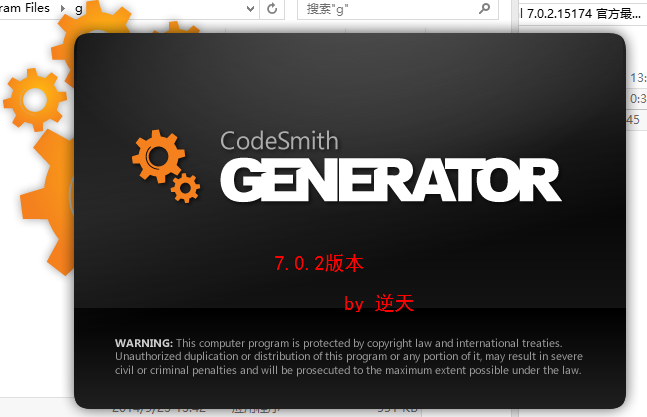 ram Files ▸ g
搜索"g"
l 7.0.2.15174 官方最...
13:
0:3
45
CodeSmith
GENERATOR
7.0.2版本
by 逆天
WARNING: This computer program is protected by copyright law and international treaties.
Unauthorized duplication or distribution of this program or any portion of it, may result in severe
civil or criminal penalties and will be prosecuted to the maximum extent possible under the law.